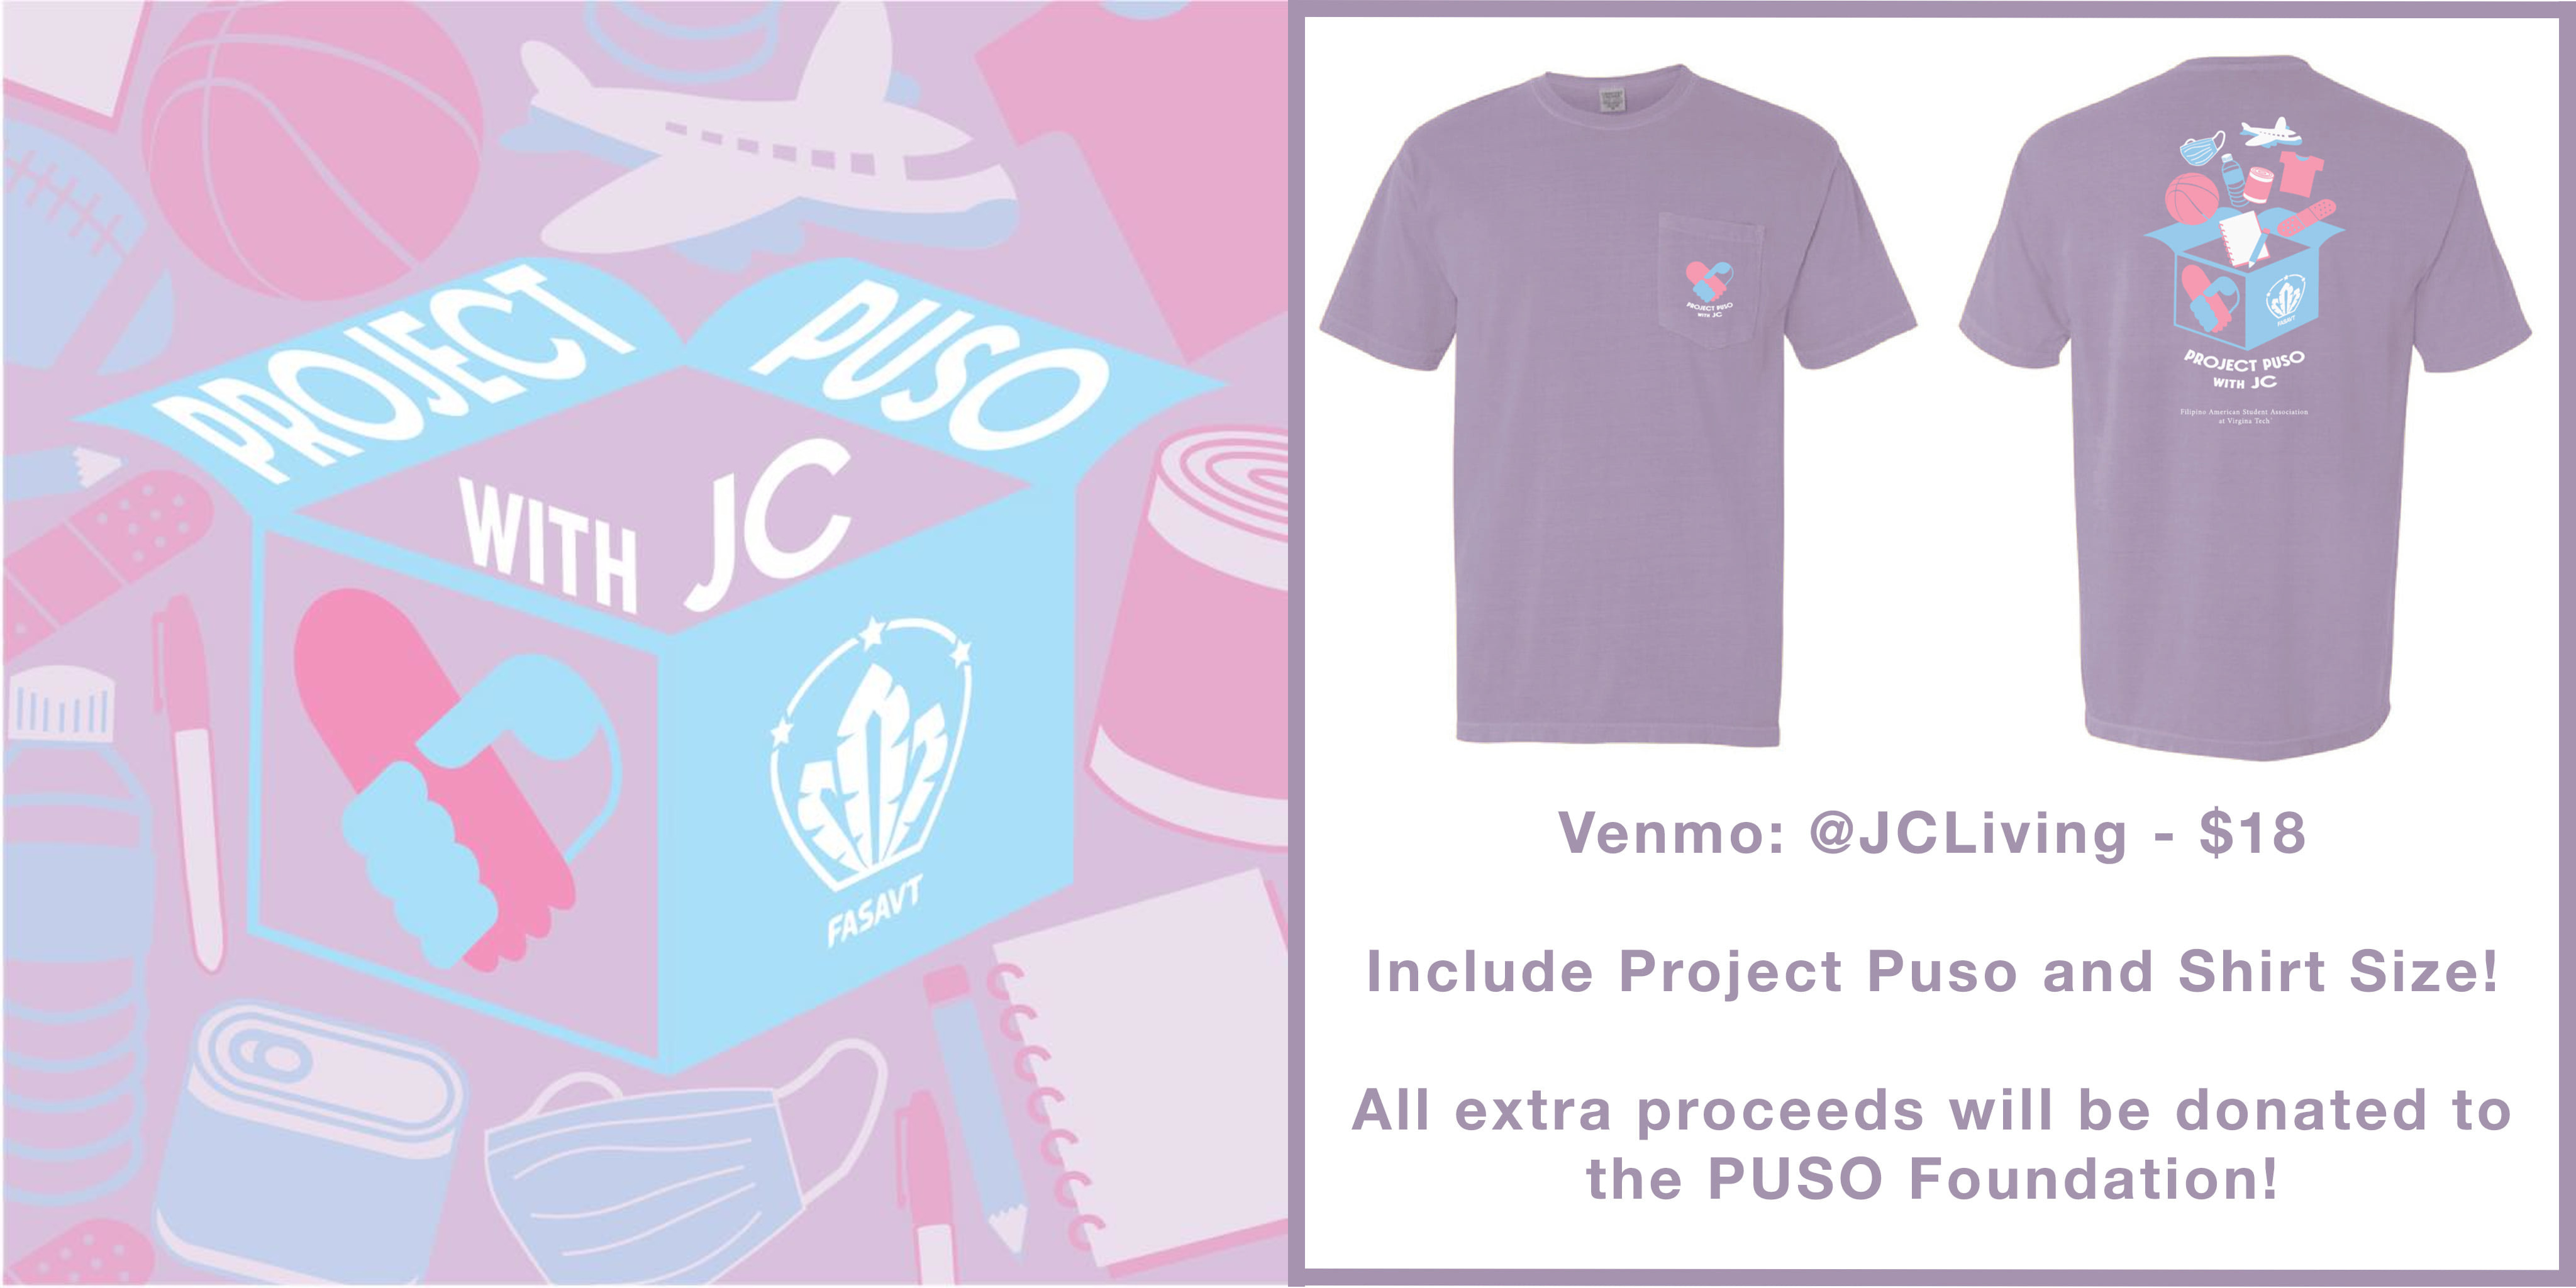 PROJECT PUSO
WITH JC
FASAVT
PROJECT PUSO
WITH JC
FASAVT
PROJECT PUSO
WITH JC
Filipino American Student Association
at Virgina Tech
Venmo: @JCLiving - $18
Include Project Puso and Shirt Size!
All extra proceeds will be donated to
the PUSO Foundation!